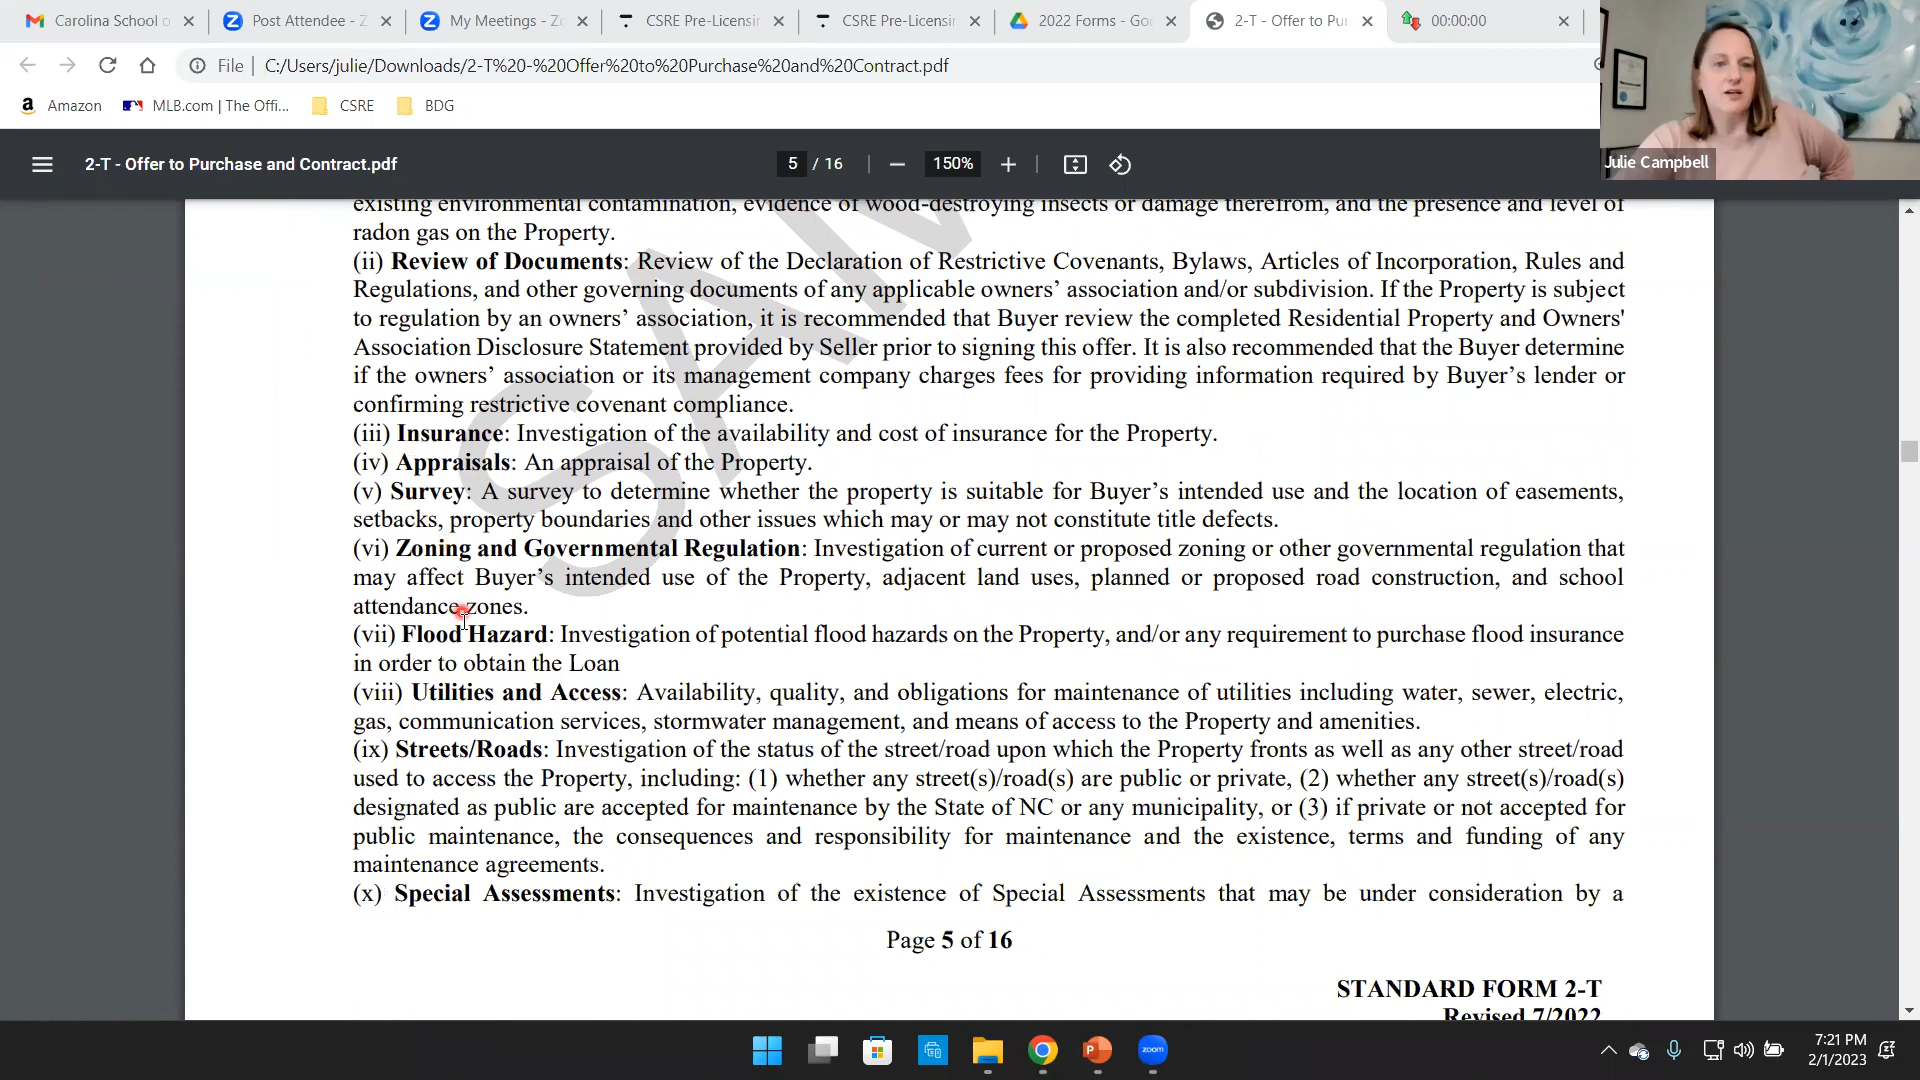 Carolina School o
Post Attendee - Z
My Meetings - Zo
CSRE Pre-Licensin
CSRE Pre-Licensin
2022 Forms - Goo
2-T - Offer to Pur
00:00:00
File | C:/Users/julie/Downloads/2-T%20-%20Offer%20to%20Purchase%20and%20Contract.pdf
Amazon
MLB.com | The Offi...
CSRE
BDG
Julie Campbell
2-T - Offer to Purchase and Contract.pdf
5 / 16
150%
existing environmental contamination, evidence of wood-destroying insects or damage therefrom, and the presence and level of
radon gas on the Property.
(ii) Review of Documents: Review of the Declaration of Restrictive Covenants, Bylaws, Articles of Incorporation, Rules and
Regulations, and other governing documents of any applicable owners’ association and/or subdivision. If the Property is subject
to regulation by an owners’ association, it is recommended that Buyer review the completed Residential Property and Owners'
Association Disclosure Statement provided by Seller prior to signing this offer. It is also recommended that the Buyer determine
if the owners’ association or its management company charges fees for providing information required by Buyer’s lender or
confirming restrictive covenant compliance.
(iii) Insurance: Investigation of the availability and cost of insurance for the Property.
(iv) Appraisals: An appraisal of the Property.
(v) Survey: A survey to determine whether the property is suitable for Buyer’s intended use and the location of easements,
setbacks, property boundaries and other issues which may or may not constitute title defects.
(vi) Zoning and Governmental Regulation: Investigation of current or proposed zoning or other governmental regulation that
may affect Buyer’s intended use of the Property, adjacent land uses, planned or proposed road construction, and school
attendance zones.
(vii) Flood Hazard: Investigation of potential flood hazards on the Property, and/or any requirement to purchase flood insurance
in order to obtain the Loan
(viii) Utilities and Access: Availability, quality, and obligations for maintenance of utilities including water, sewer, electric,
gas, communication services, stormwater management, and means of access to the Property and amenities.
(ix) Streets/Roads: Investigation of the status of the street/road upon which the Property fronts as well as any other street/road
used to access the Property, including: (1) whether any street(s)/road(s) are public or private, (2) whether any street(s)/road(s)
designated as public are accepted for maintenance by the State of NC or any municipality, or (3) if private or not accepted for
public maintenance, the consequences and responsibility for maintenance and the existence, terms and funding of any
maintenance agreements.
(x) Special Assessments: Investigation of the existence of Special Assessments that may be under consideration by a
Page 5 of 16
STANDARD FORM 2-T
Revised 7/2022
zoom
7:21 PM
2/1/2023